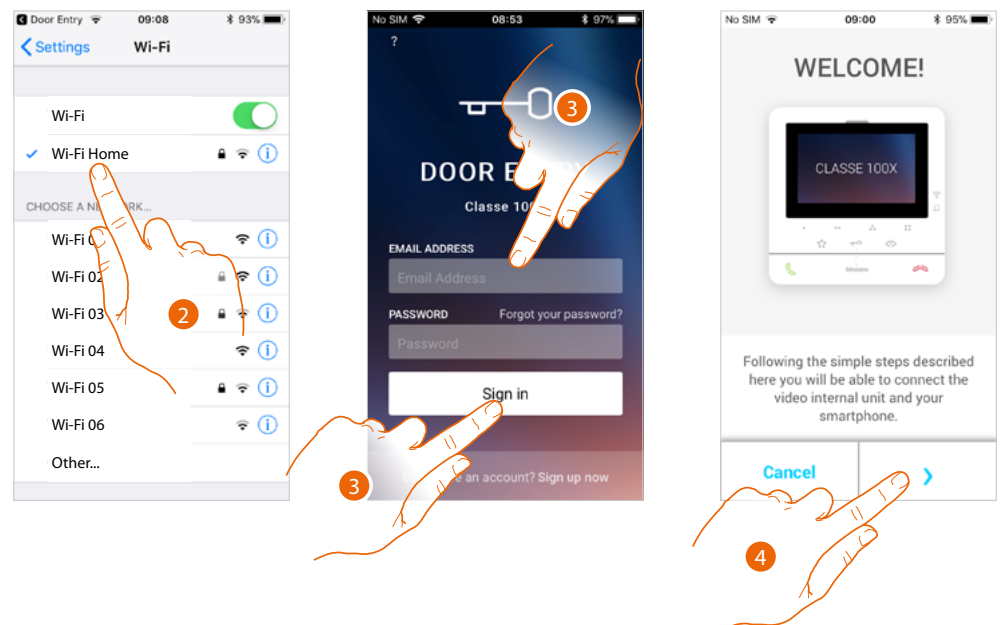 Door Entry 09:08 93%
Settings Wi-Fi
Wi-Fi
Wi-Fi Home
CHOOSE A NE RK...
Wi-Fi 0
Wi-Fi 02
Wi-Fi 03
2
Wi-Fi 04
Wi-Fi 05
Wi-Fi 06
Other...
No SIM 08:53 97%
?
3
DOOR E Y
Classe 10
EMAIL ADDRESS
Email Address
PASSWORD Forgot your password?
Password
Sign in
3
e an account? Sign up now
No SIM 09:00 95%
WELCOME!
CLASSE 100X
Following the simple steps described
here you will be able to connect the
video internal unit and your
smartphone.
Cancel
4